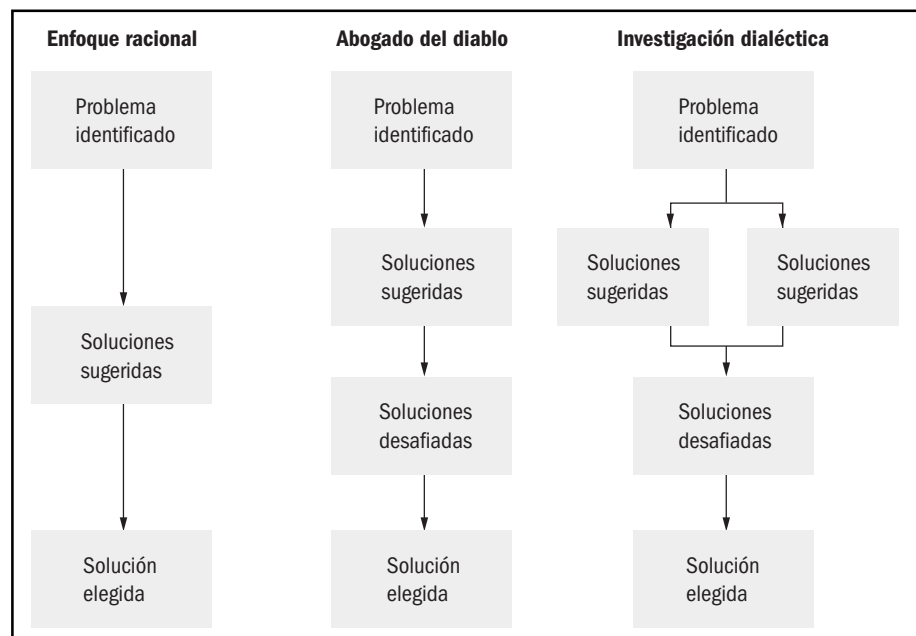 Enfoque racional
Problema
identificado
Soluciones
sugeridas
Solución
elegida
Abogado del diablo
Problema
identificado
Soluciones
sugeridas
Soluciones
desafiadas
Solución
elegida
Investigación dialéctica
Problema
identificado
Soluciones
sugeridas
Soluciones
sugeridas
Soluciones
desafiadas
Solución
elegida